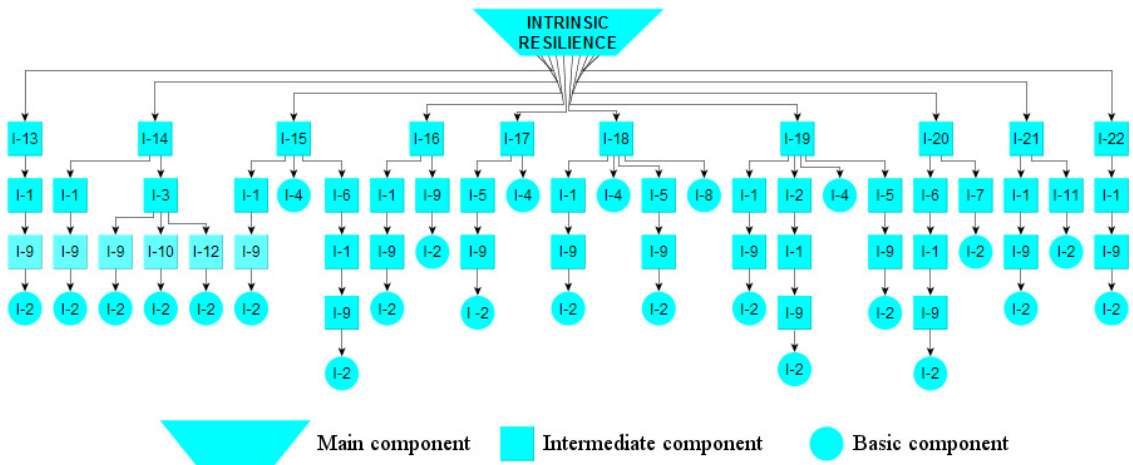 INTRINSIC
RESILIENCE
I-13 I-14 I-15 I-16 I-17 I-18 I-19 I-20 I-21 I-22
I-1 I-1 I-3 I-1 I-4 I-6 I-1 I-9 I-5 I-4 I-1 I-4 I-5 I-8 I-1 I-2 I-4 I-5 I-6 I-7 I-1 I-11 I-1
I-9 I-9 I-9 I-10 I-12 I-9 I-1 I-9 I-2 I-9 I-9 I-9 I-9 I-1 I-9 I-1 I-2 I-9 I-2 I-9
I-2 I-2 I-2 I-2 I-2 I-2 I-9 I-2 I -2 I-2 I-2 I-2 I-9 I-2 I-9 I-2 I-2
I-2 I-2 I-2
Main component Intermediate component Basic component